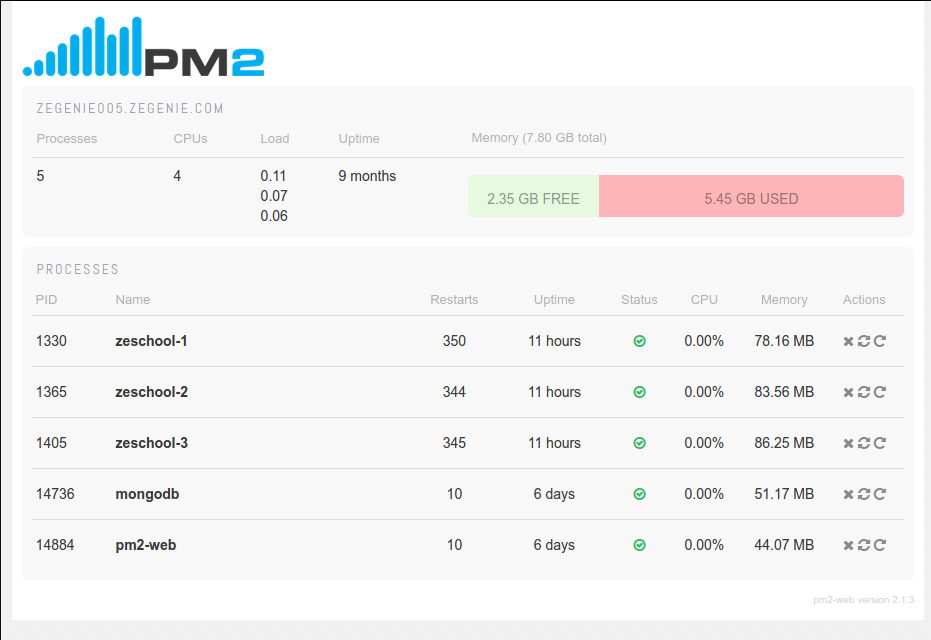 PM2
ZEGENIE005.ZEGENIE.COM
Processes CPUs Load Uptime Memory (7.80 GB total)
5 4 0.11 9 months
0.07
0.06
2.35 GB FREE 5.45 GB USED
PROCESSES
PID Name Restarts Uptime Status CPU Memory Actions
1330 zeschool-1 350 11 hours 0.00% 78.16 MB
1365 zeschool-2 344 11 hours 0.00% 83.56 MB
1405 zeschool-3 345 11 hours 0.00% 86.25 MB
14736 mongodb 10 6 days 0.00% 51.17 MB
14884 pm2-web 10 6 days 0.00% 44.07 MB
pm2-web version 2.1.3